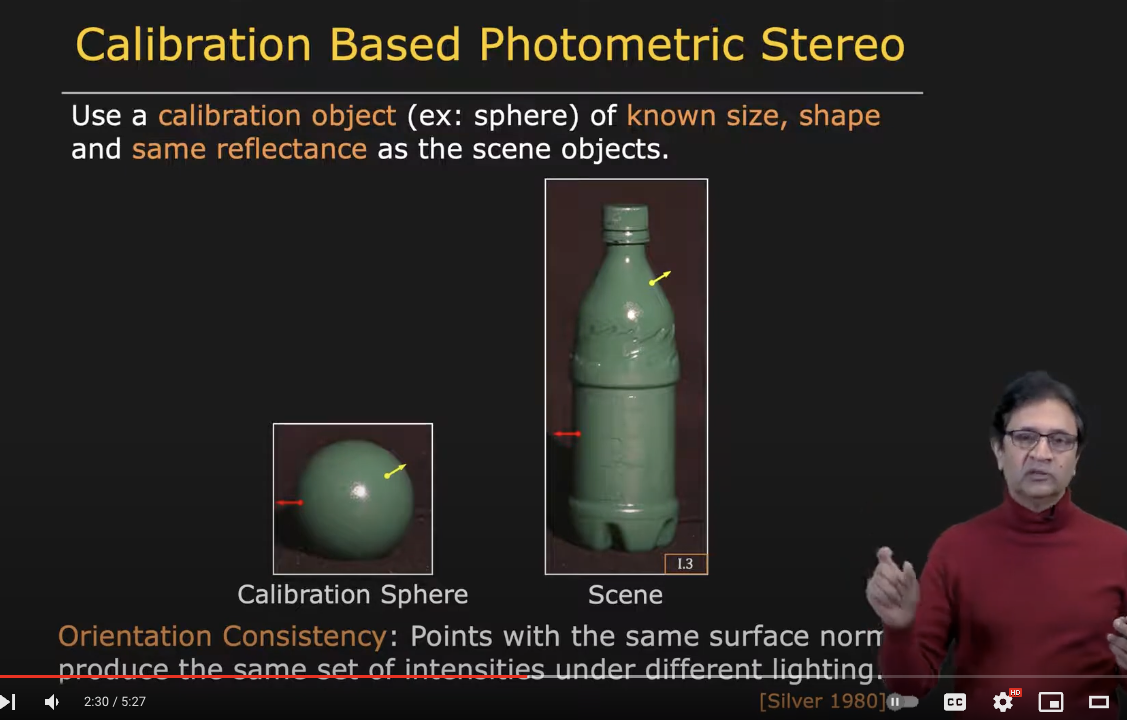 Calibration Based Photometric Stereo
Use a calibration object (ex: sphere) of known size, shape
and same reflectance as the scene objects.
I.3
Calibration Sphere
Scene
Orientation Consistency: Points with the same surface norm
produce the same set of intensities under different lighting.
[Silver 1980]
2:30 / 5:27
CC
HD